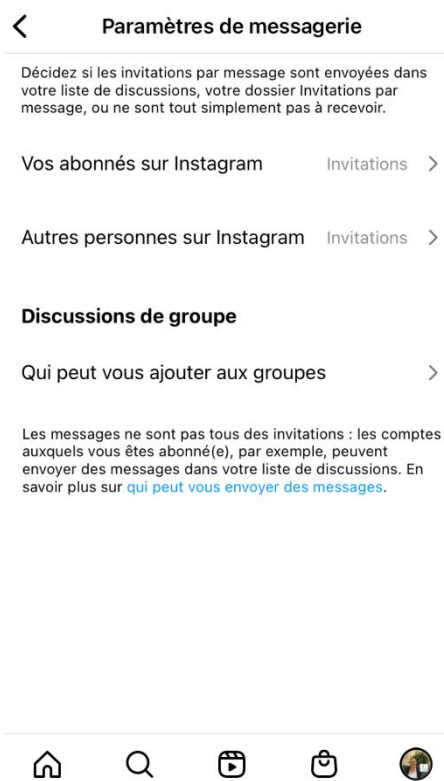 Paramètres de messagerie
Décidez si les invitations par message sont envoyées dans
votre liste de discussions, votre dossier Invitations par
message, ou ne sont tout simplement pas à recevoir.
Vos abonnés sur Instagram Invitations
Autres personnes sur Instagram Invitations
Discussions de groupe
Qui peut vous ajouter aux groupes
Les messages ne sont pas tous des invitations : les comptes
auxquels vous êtes abonné(e), par exemple, peuvent
envoyer des messages dans votre liste de discussions. En
savoir plus sur qui peut vous envoyer des messages.